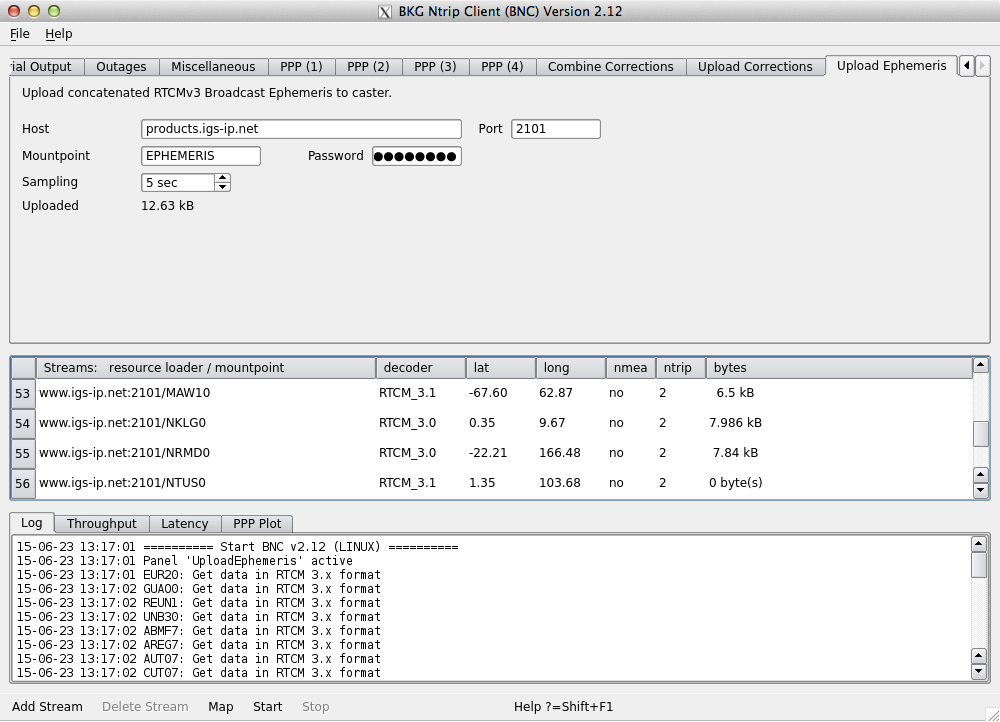 BKG Ntrip Client (BNC) Version 2.12
File Help
ial Output Outages Miscellaneous PPP (1) PPP (2) PPP (3) PPP (4) Combine Corrections Upload Corrections Upload Ephemeris
Upload concatenated RTCMv3 Broadcast Ephemeris to caster.
Host products.igs-ip.net Port 2101
Mountpoint EPHEMERIS Password ●●●●●●●●
Sampling 5 sec
Uploaded 12.63 kB
Streams: resource loader / mountpoint decoder lat long nmea ntrip bytes
53 www.igs-ip.net:2101/MAW10 RTCM_3.1 -67.60 62.87 no 2 6.5 kB
54 www.igs-ip.net:2101/NKLG0 RTCM_3.0 0.35 9.67 no 2 7.986 kB
55 www.igs-ip.net:2101/NRMD0 RTCM_3.0 -22.21 166.48 no 2 7.84 kB
56 www.igs-ip.net:2101/NTUS0 RTCM_3.1 1.35 103.68 no 2 0 byte(s)
Log Throughput Latency PPP Plot
15-06-23 13:17:01 ========== Start BNC v2.12 (LINUX) ==========
15-06-23 13:17:01 Panel 'UploadEphemeris' active
15-06-23 13:17:01 EUR20: Get data in RTCM 3.x format
15-06-23 13:17:02 GUA00: Get data in RTCM 3.x format
15-06-23 13:17:02 REUN1: Get data in RTCM 3.x format
15-06-23 13:17:02 UNB30: Get data in RTCM 3.x format
15-06-23 13:17:02 ABMF7: Get data in RTCM 3.x format
15-06-23 13:17:02 AREG7: Get data in RTCM 3.x format
15-06-23 13:17:02 AUT07: Get data in RTCM 3.x format
15-06-23 13:17:02 CUT07: Get data in RTCM 3.x format
Add Stream Delete Stream Map Start Stop Help ?=Shift+F1